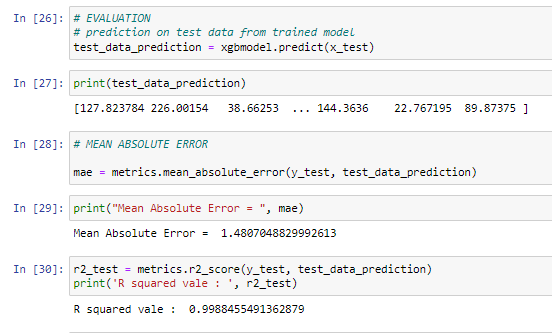 In [26]: # EVALUATION
# prediction on test data from trained model
test_data_prediction = xgbmodel.predict(x_test)
In [27]: print(test_data_prediction)
[127.823784 226.00154   38.66253  ... 144.3636    22.767195  89.87375 ]
In [28]: # MEAN ABSOLUTE ERROR
mae = metrics.mean_absolute_error(y_test, test_data_prediction)
In [29]: print("Mean Absolute Error = ", mae)
Mean Absolute Error =  1.4807048829992613
In [30]: r2_test = metrics.r2_score(y_test, test_data_prediction)
print('R squared vale : ', r2_test)
R squared vale :  0.9988455491362879